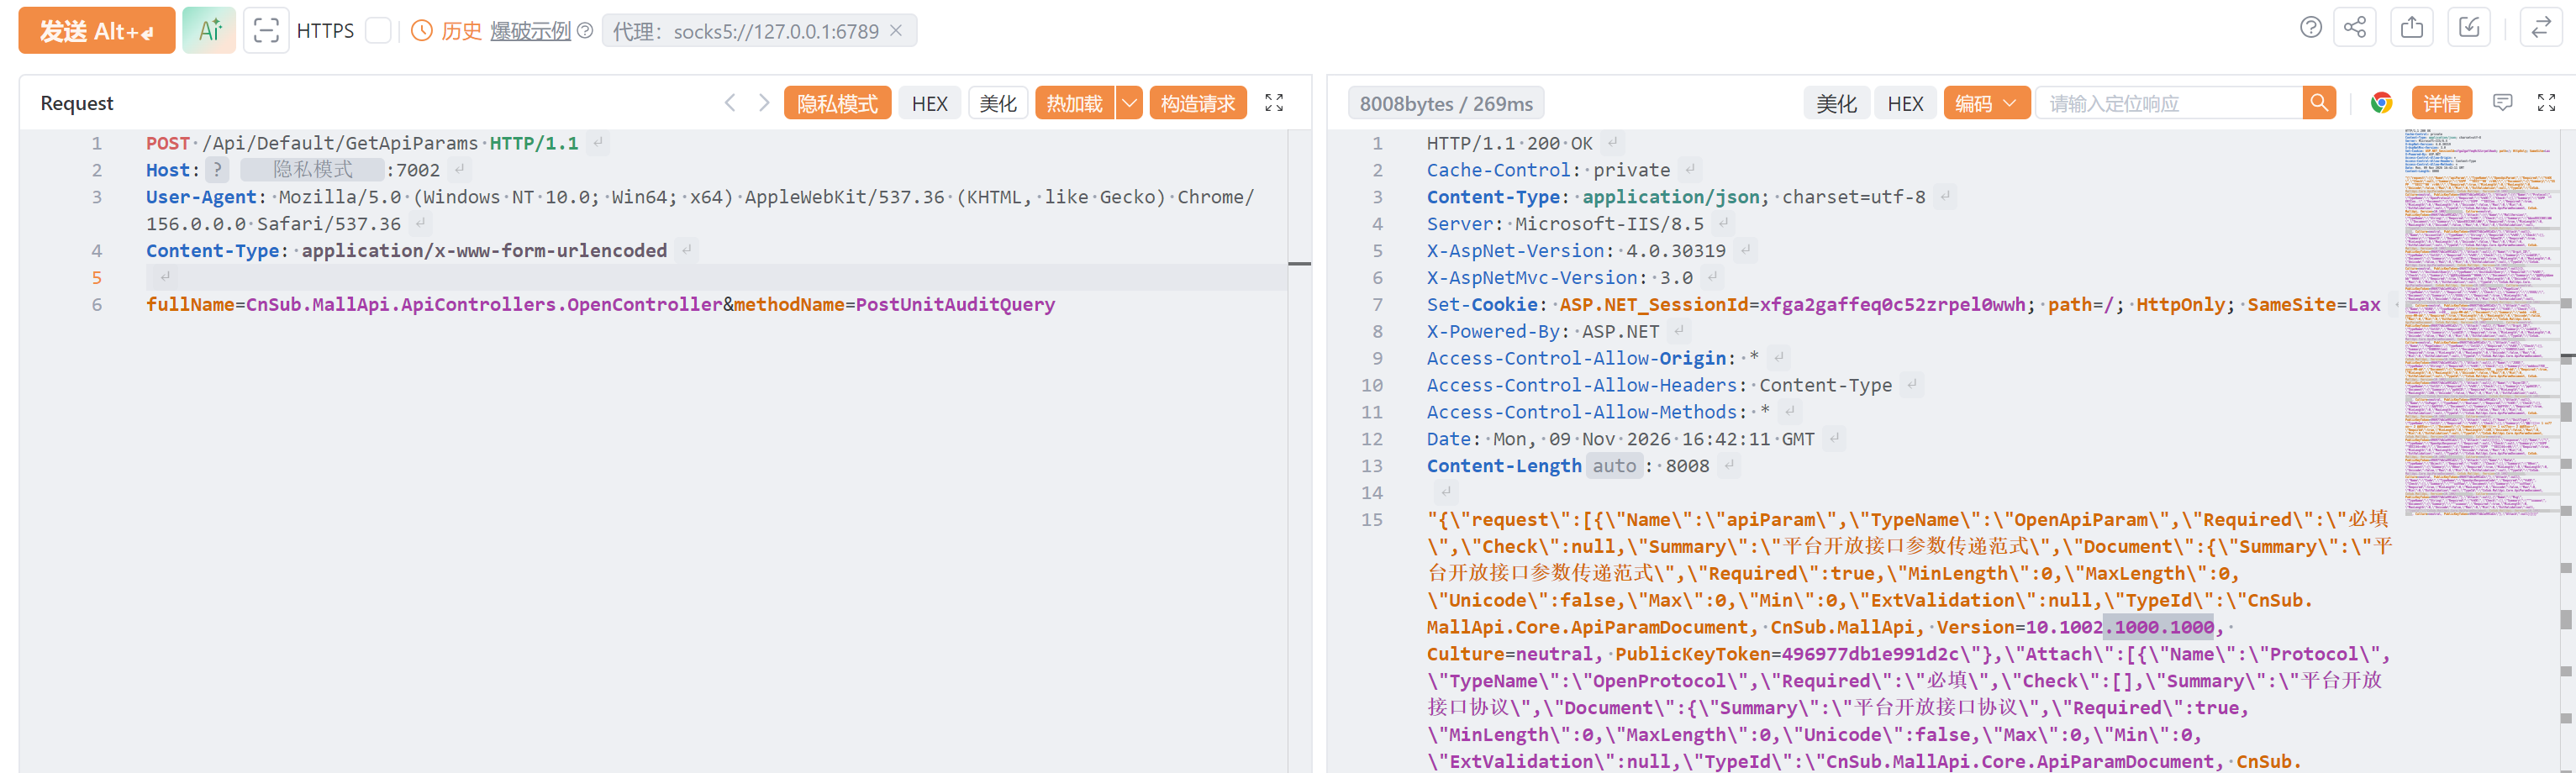 发送 Alt+ Ai HTTPS 历史 爆破示例 代理: socks5://127.0.0.1:6789
Request 隐私模式 HEX 美化 热加载 构造请求
1 POST /Api/Default/GetApiParams HTTP/1.1
2 Host: ? 隐私模式 :7002
3 User-Agent: Mozilla/5.0 (Windows NT 10.0; Win64; x64) AppleWebKit/537.36 (KHTML, like Gecko) Chrome/
156.0.0.0 Safari/537.36
4 Content-Type: application/x-www-form-urlencoded
5
6 fullName=CnSub.MallApi.ApiControllers.OpenController&methodName=PostUnitAuditQuery
8008bytes / 269ms 美化 HEX 编码 请输入定位响应 详情
1 HTTP/1.1 200 OK
2 Cache-Control: private
3 Content-Type: application/json; charset=utf-8
4 Server: Microsoft-IIS/8.5
5 X-AspNet-Version: 4.0.30319
6 X-AspNetMvc-Version: 3.0
7 Set-Cookie: ASP.NET_SessionId=xfga2gaffeq0c52zrpel0wwh; path=/; HttpOnly; SameSite=Lax
8 X-Powered-By: ASP.NET
9 Access-Control-Allow-Origin: *
10 Access-Control-Allow-Headers: Content-Type
11 Access-Control-Allow-Methods: *
12 Date: Mon, 09 Nov 2026 16:42:11 GMT
13 Content-Length auto : 8008
14
15 "{\"request\":[{\"Name\":\"apiParam\",\"TypeName\":\"OpenApiParam\",\"Required\":\"必填
\",\"Check\":null,\"Summary\":\"平台开放接口参数传递范式\",\"Document\":{\"Summary\":\"平
台开放接口参数传递范式\",\"Required\":true,\"MinLength\":0,\"MaxLength\":0,
\"Unicode\":false,\"Max\":0,\"Min\":0,\"ExtValidation\":null,\"TypeId\":\"CnSub.
MallApi.Core.ApiParamDocument, CnSub.MallApi, Version=10.1002.1000.1000,
Culture=neutral, PublicKeyToken=496977db1e991d2c\"},\"Attach\":[{\"Name\":\"Protocol\",
\"TypeName\":\"OpenProtocol\",\"Required\":\"必填\",\"Check\":[],\"Summary\":\"平台开放
接口协议\",\"Document\":{\"Summary\":\"平台开放接口协议\",\"Required\":true,
\"MinLength\":0,\"MaxLength\":0,\"Unicode\":false,\"Max\":0,\"Min\":0,
\"ExtValidation\":null,\"TypeId\":\"CnSub.MallApi.Core.ApiParamDocument, CnSub.